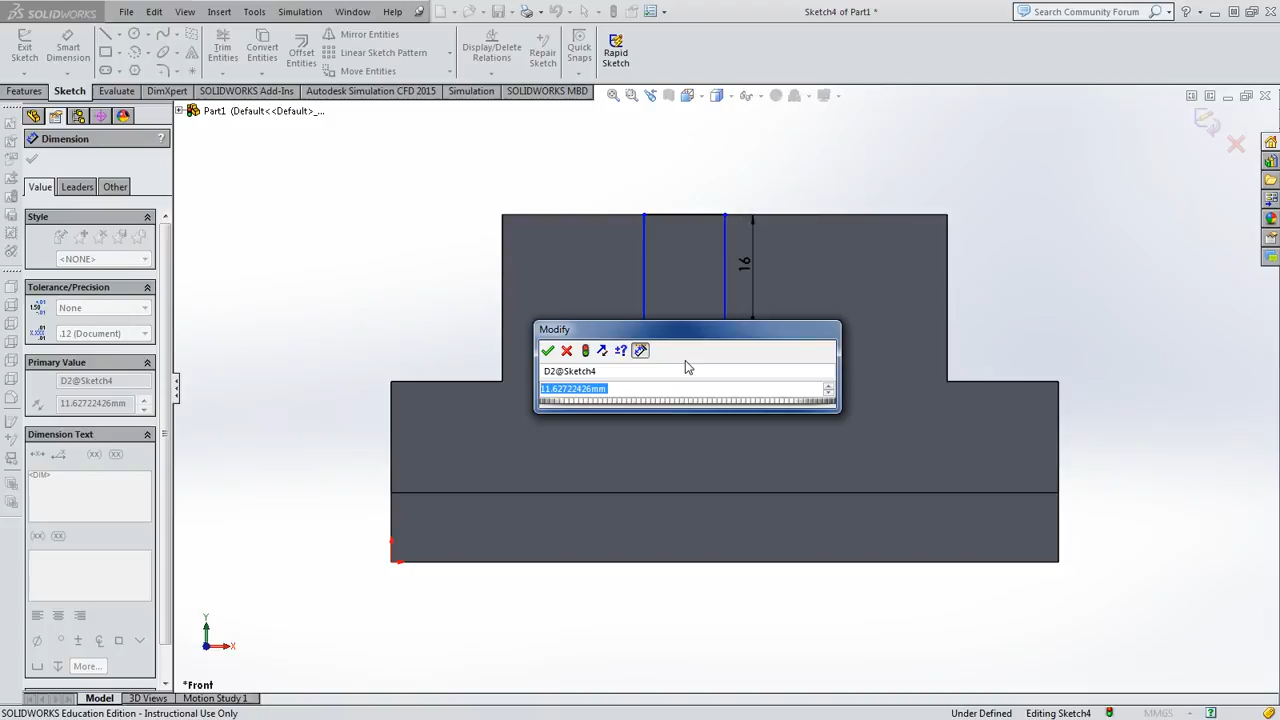 SOLIDWORKS File Edit View Insert Tools Simulation Window Help Sketch4 of Part1 * Search Community Forum
Exit Sketch
Smart Dimension
Trim Entities
Convert Entities
Offset Entities
Mirror Entities
Linear Sketch Pattern
Move Entities
Display/Delete Relations
Repair Sketch
Quick Snaps
Rapid Sketch
Features Sketch Evaluate DimXpert SOLIDWORKS Add-Ins Autodesk Simulation CFD 2015 Simulation SOLIDWORKS MBD
Part1 (Default<<Default>_...
Dimension ?
Value Leaders Other
Style
<NONE>
Tolerance/Precision
None
.12 (Document)
Primary Value
D2@Sketch4
11.62722426mm
Dimension Text
<DIM>
More...
16
Modify
D2@Sketch4
11.62722426mm
Y
X
*Front
Model 3D Views Motion Study 1
SOLIDWORKS Education Edition - Instructional Use Only Under Defined Editing Sketch4 MMGS